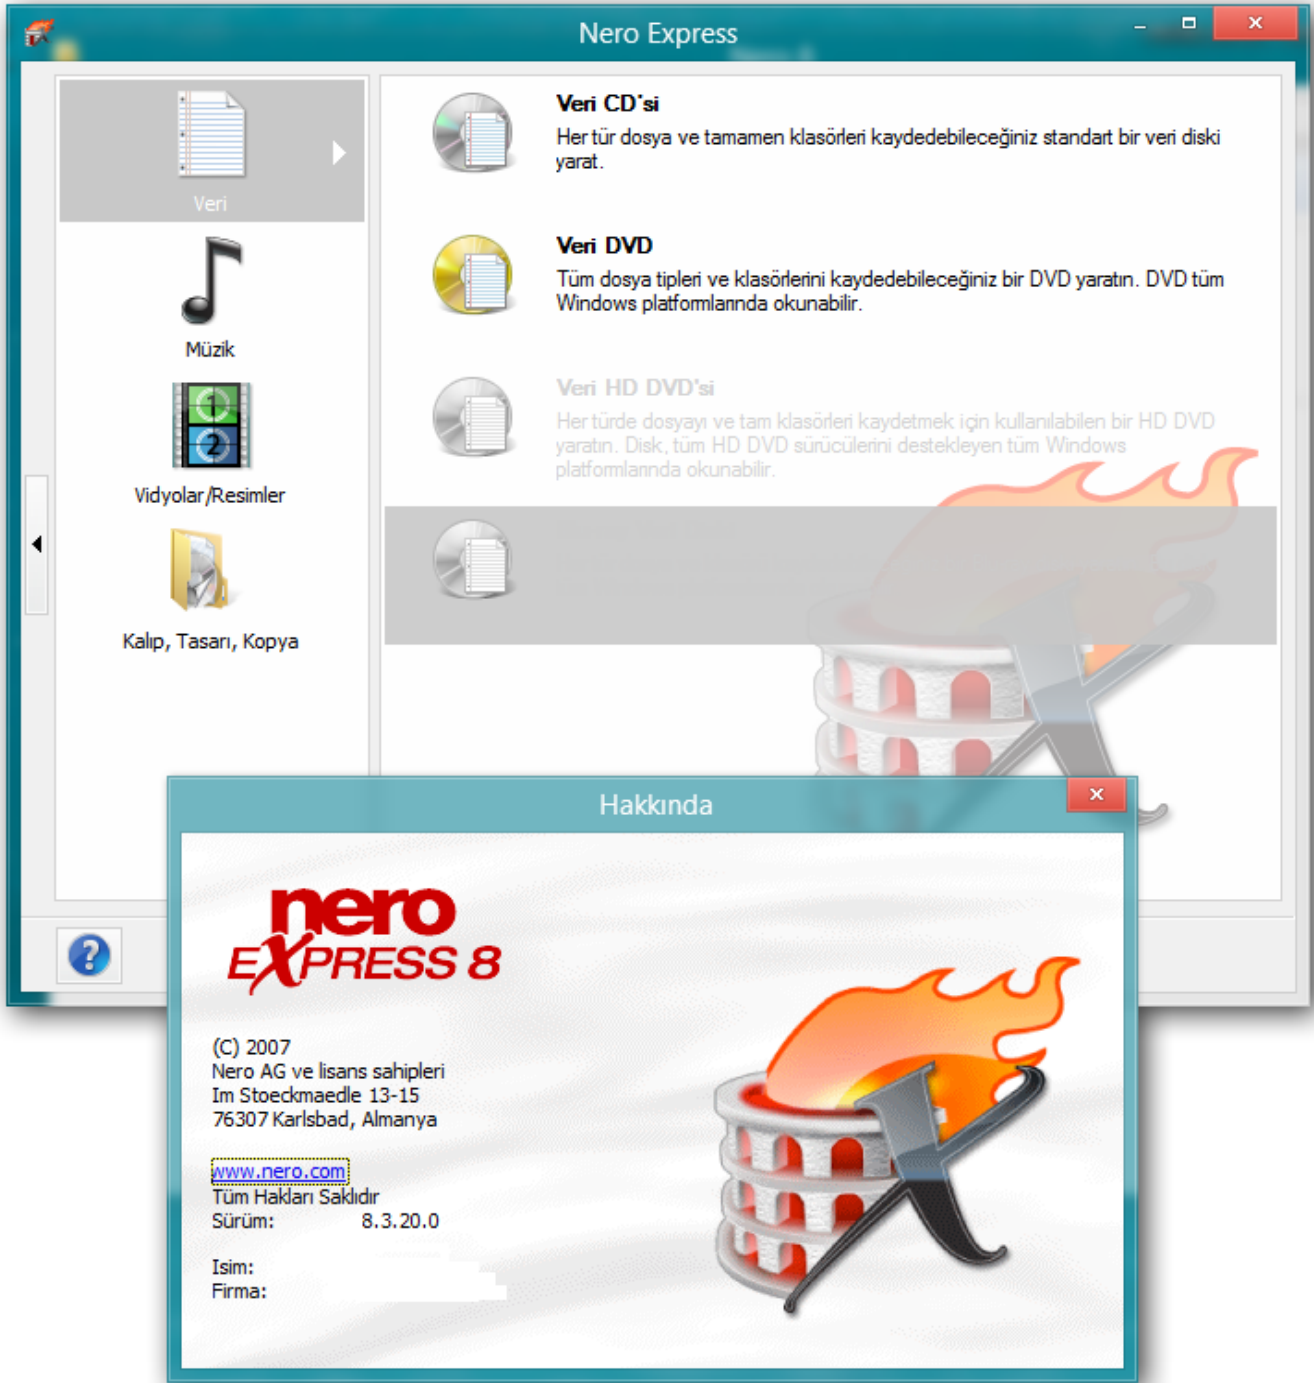 Nero Express
Veri
Müzik
Vidyolar/Resimler
Kalıp, Tasarı, Kopya
Veri CD'si
Her tür dosya ve tamamen klasörleri kaydedebileceğiniz standart bir veri diski
yarat.
Veri DVD
Tüm dosya tipleri ve klasörlerini kaydedebileceğiniz bir DVD yaratın. DVD tüm
Windows platformlarında okunabilir.
Veri HD DVD'si
Her türde dosyayı ve tam klasörleri kaydetmek için kullanılabilen bir HD DVD
yaratın. Disk, tüm HD DVD sürücülerini destekleyen tüm Windows
platformlarında okunabilir.
Hakkında
nero
EXPRESS 8
(C) 2007
Nero AG ve lisans sahipleri
Im Stoeckmaedle 13-15
76307 Karlsbad, Almanya
www.nero.com
Tüm Hakları Saklıdır
Sürüm: 8.3.20.0
Isim:
Firma: